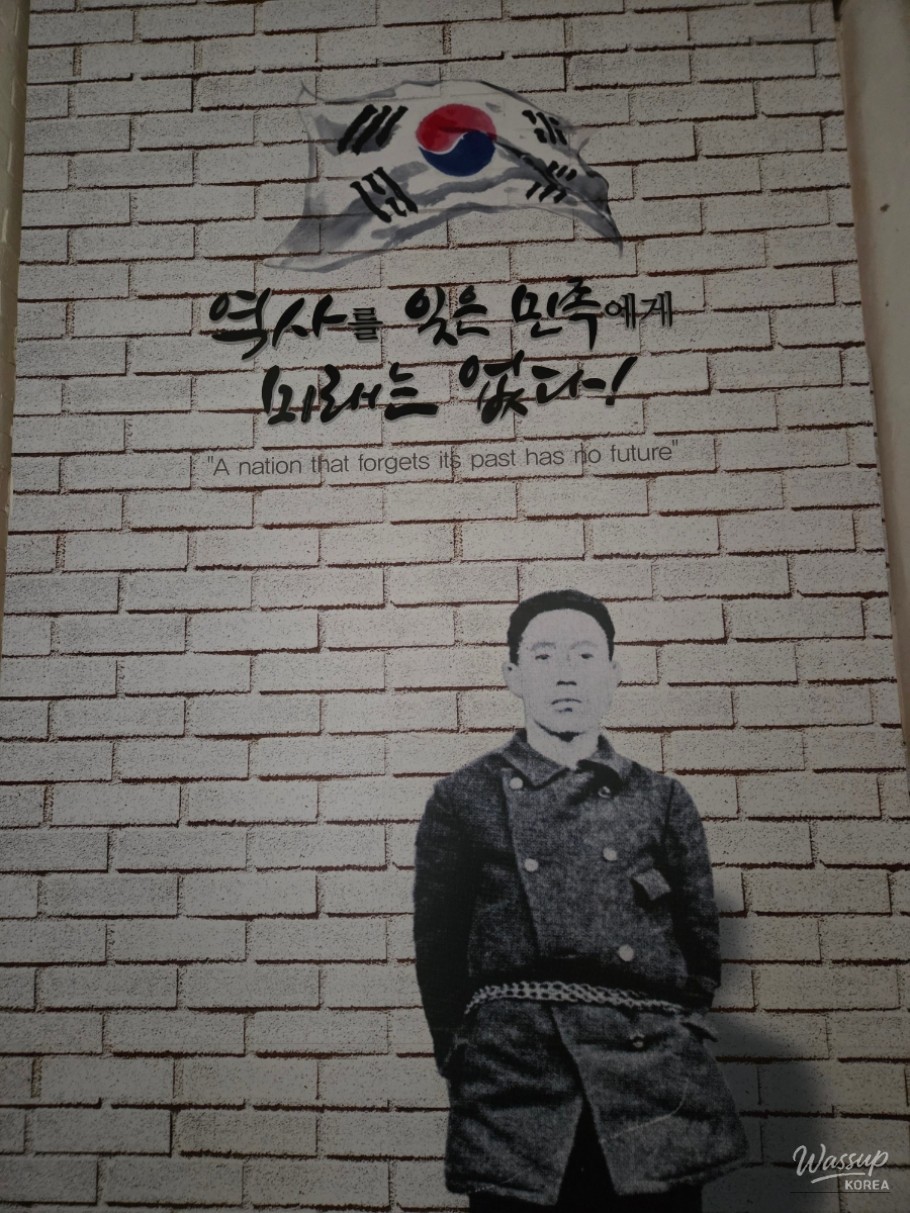 역사를 잊은 민족에게
미래는 없다!
"A nation that forgets its past has no future"
Wassup
KOREA